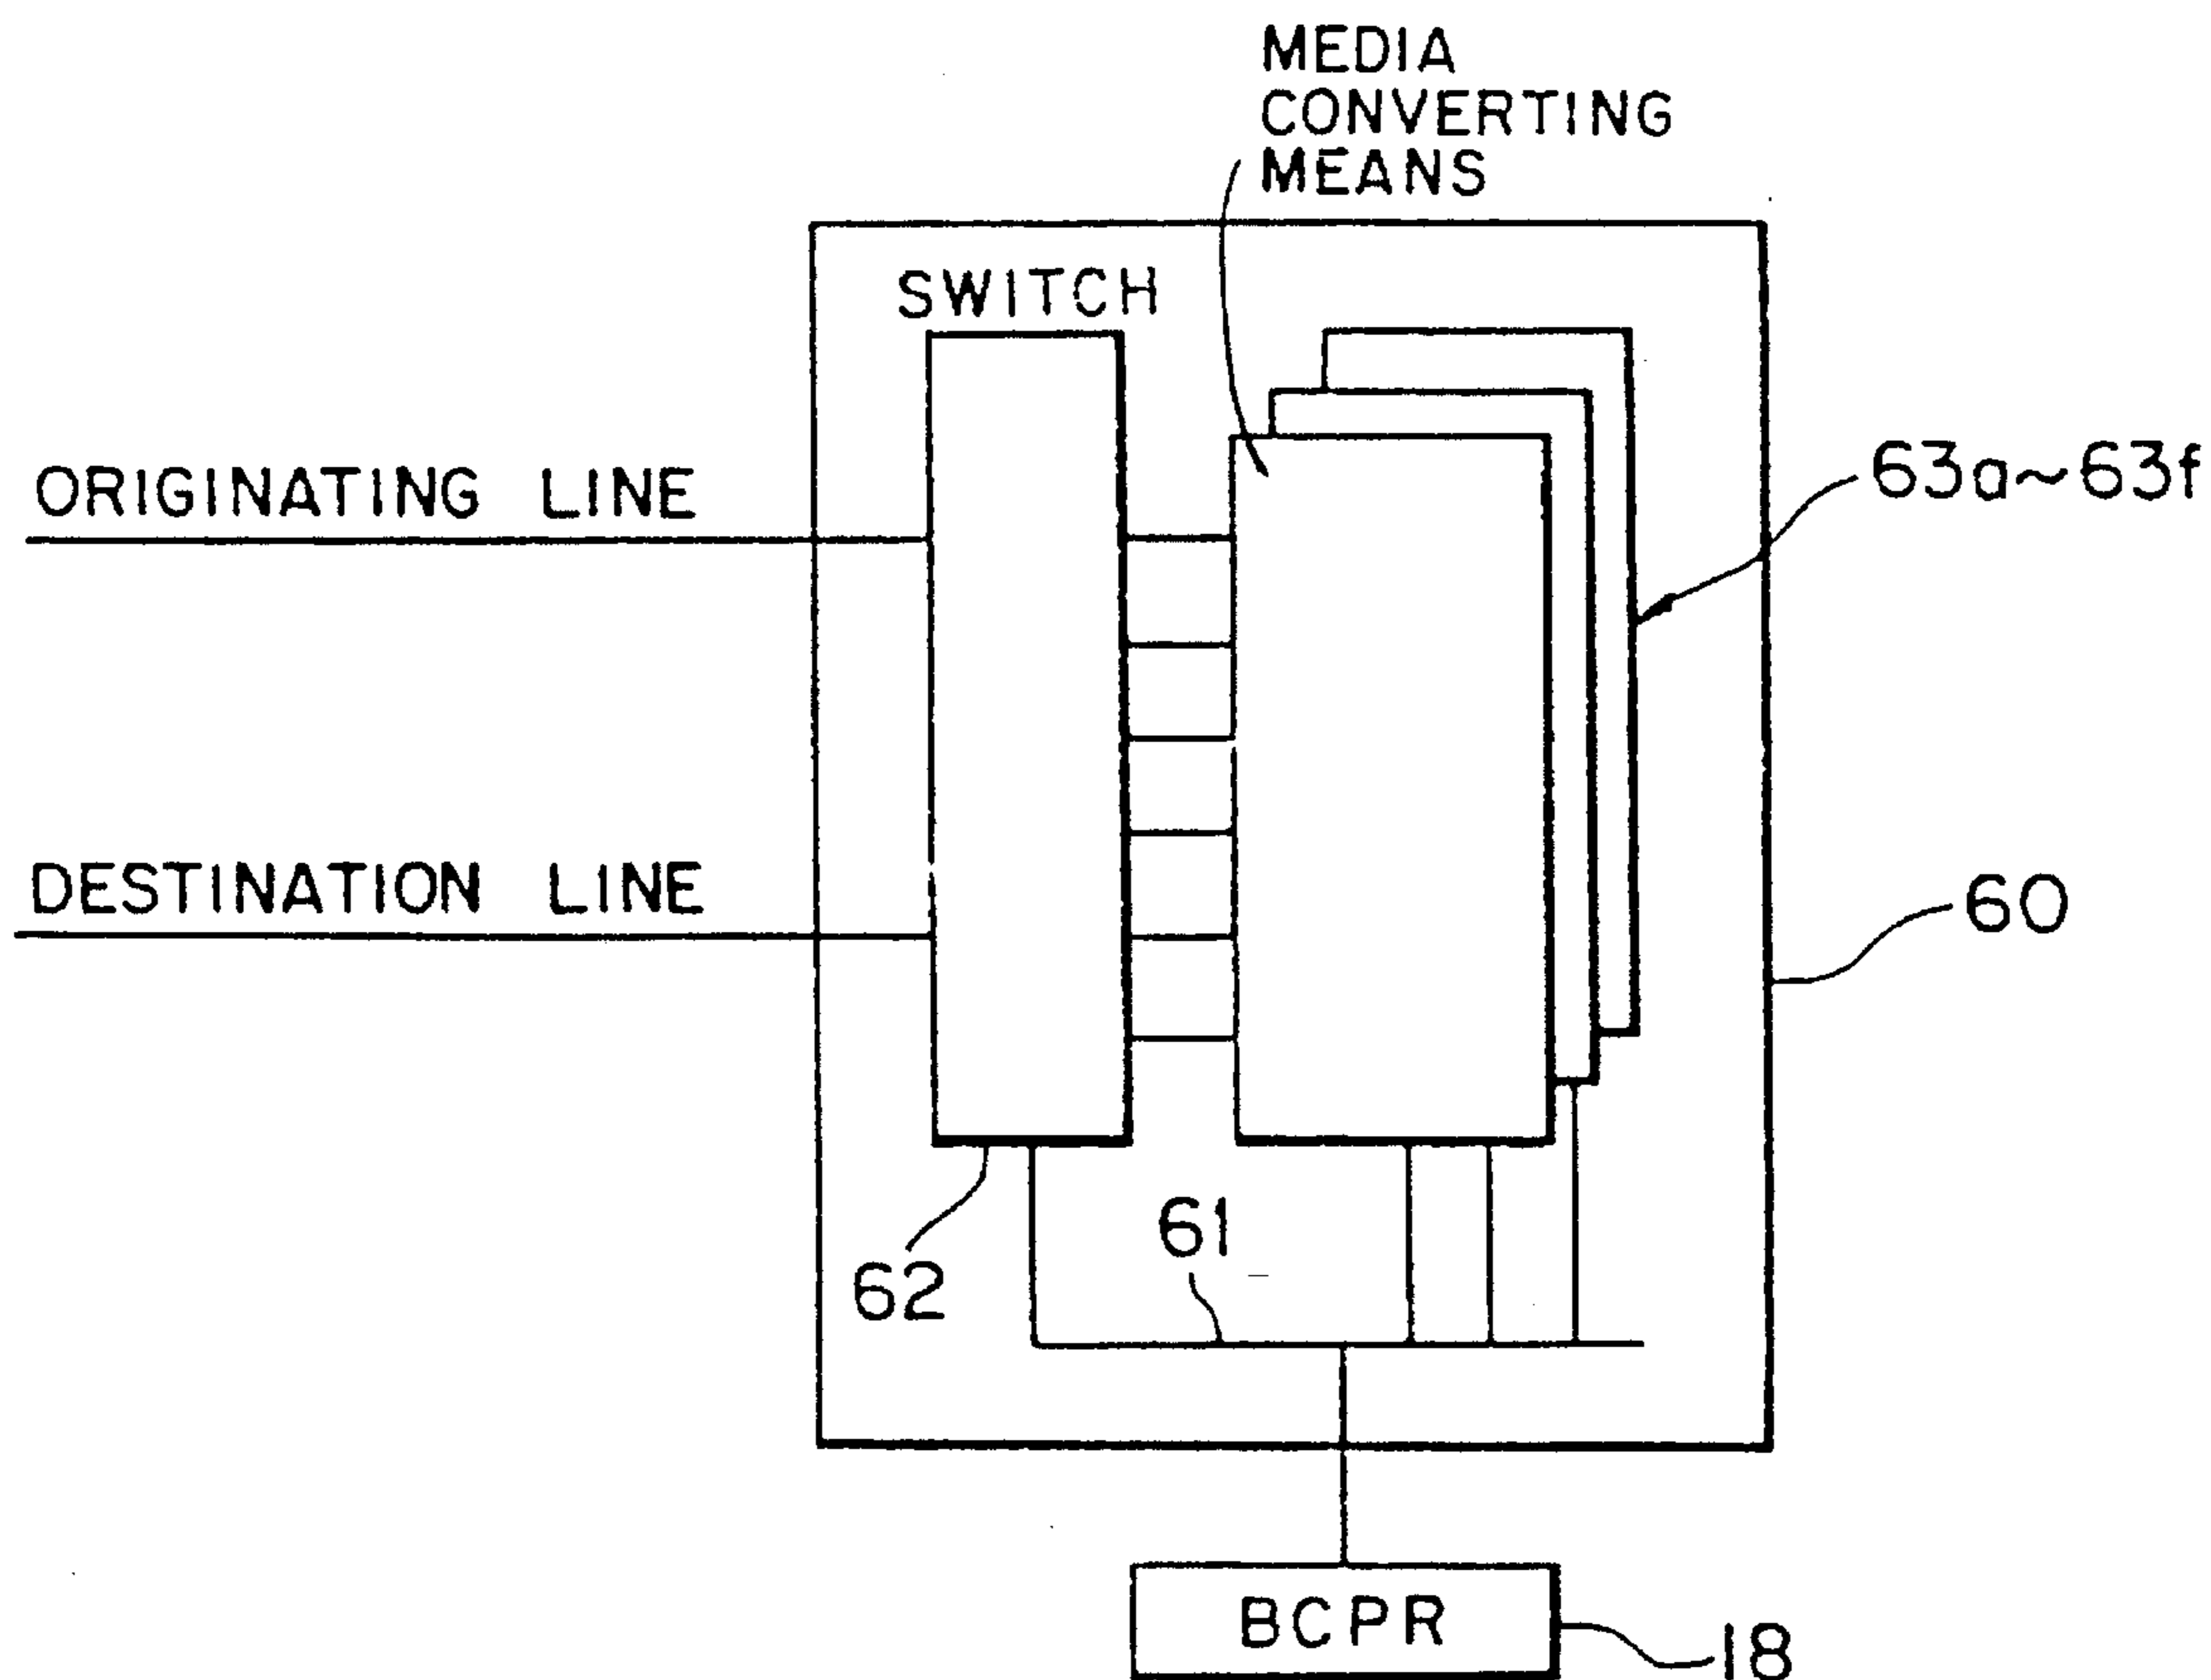 MEDIA
CONVERTING
MEANS
SWITCH
ORIGINATING LINE
63a~63f
DESTINATION LINE
60
61
62
BCPR
18